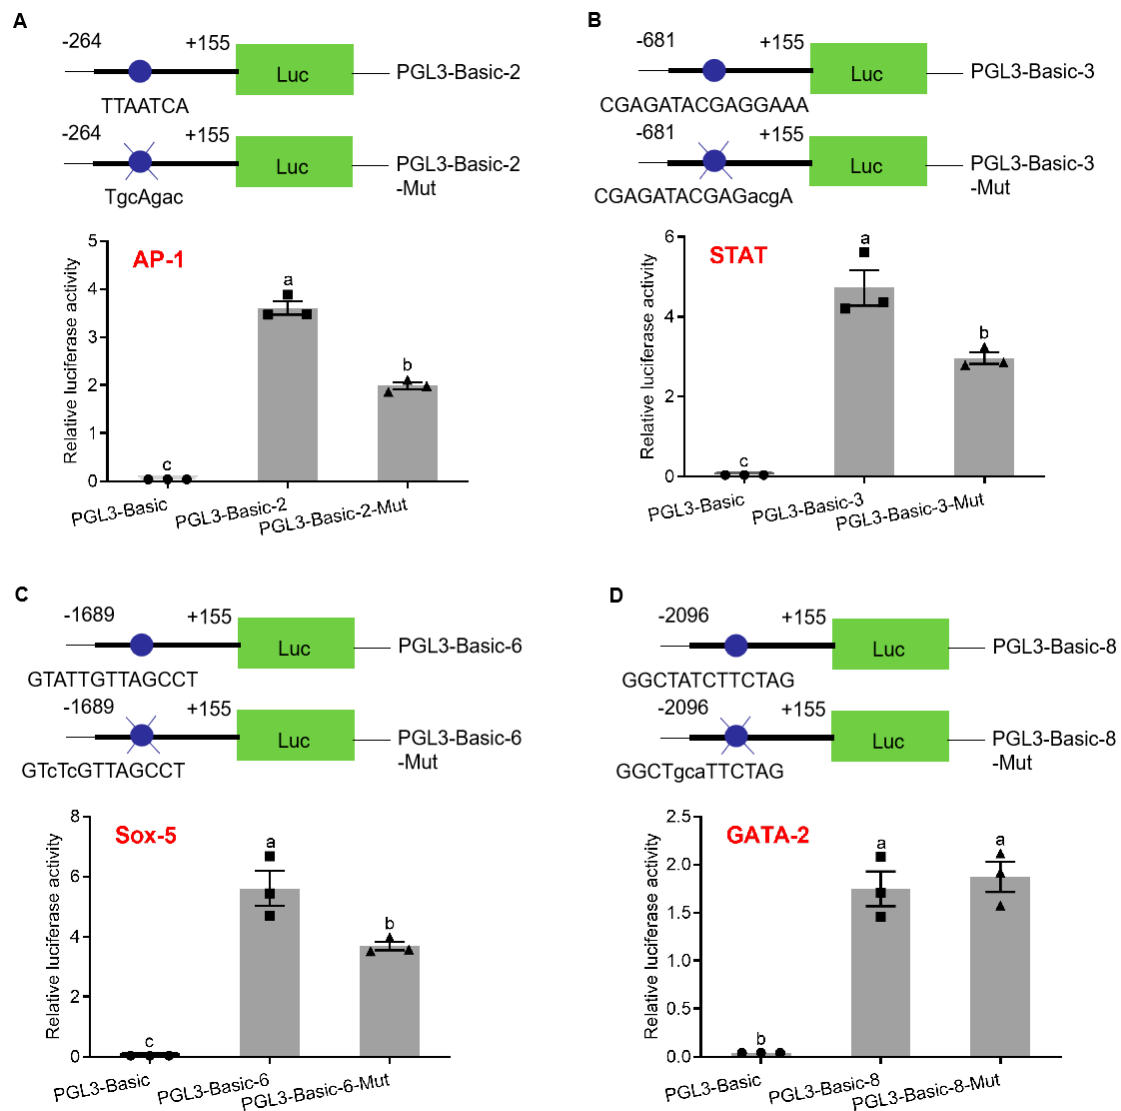 A
-264
+155
Luc
PGL3-Basic-2
TTAATCA
-264
+155
Luc
PGL3-Basic-2
-Mut
TgcAgac
AP-1
Relative luciferase activity
5
4
3
2
1
0
c
a
b
PGL3-Basic
PGL3-Basic-2
PGL3-Basic-2-Mut
B
-681
+155
Luc
PGL3-Basic-3
CGAGATACGAGGAAA
-681
+155
Luc
PGL3-Basic-3
-Mut
CGAGATACGAGacgA
STAT
Relative luciferase activity
6
4
2
0
c
a
b
PGL3-Basic
PGL3-Basic-3
PGL3-Basic-3-Mut
C
-1689
+155
Luc
PGL3-Basic-6
GTATTGTTAGCCT
-1689
+155
Luc
PGL3-Basic-6
-Mut
GTcTcGTTAGCCT
Sox-5
Relative luciferase activity
8
6
4
2
0
c
a
b
PGL3-Basic
PGL3-Basic-6
PGL3-Basic-6-Mut
D
-2096
+155
Luc
PGL3-Basic-8
GGCTATCTTCTAG
-2096
+155
Luc
PGL3-Basic-8
-Mut
GGCTgcaTTCTAG
GATA-2
Relative luciferase activity
2.5
2.0
1.5
1.0
0.5
0.0
b
a
a
PGL3-Basic
PGL3-Basic-8
PGL3-Basic-8-Mut